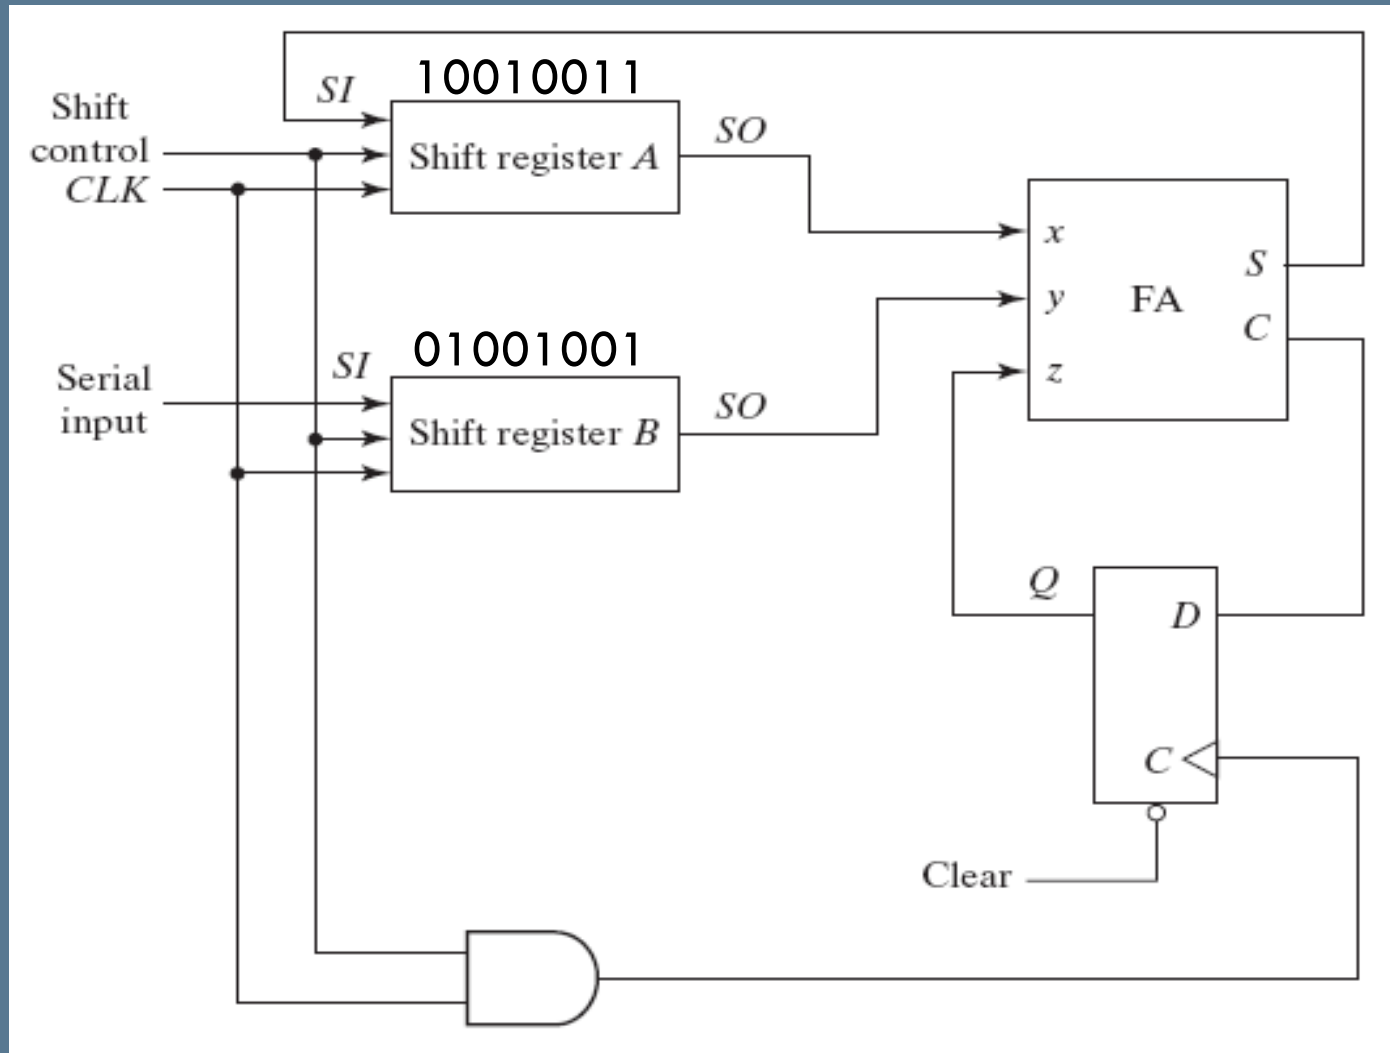 10010011
SI
Shift
control
CLK
Shift register A
SO
x
y
z
FA
S
C
01001001
SI
Serial
input
Shift register B
SO
Q
D
C
Clear